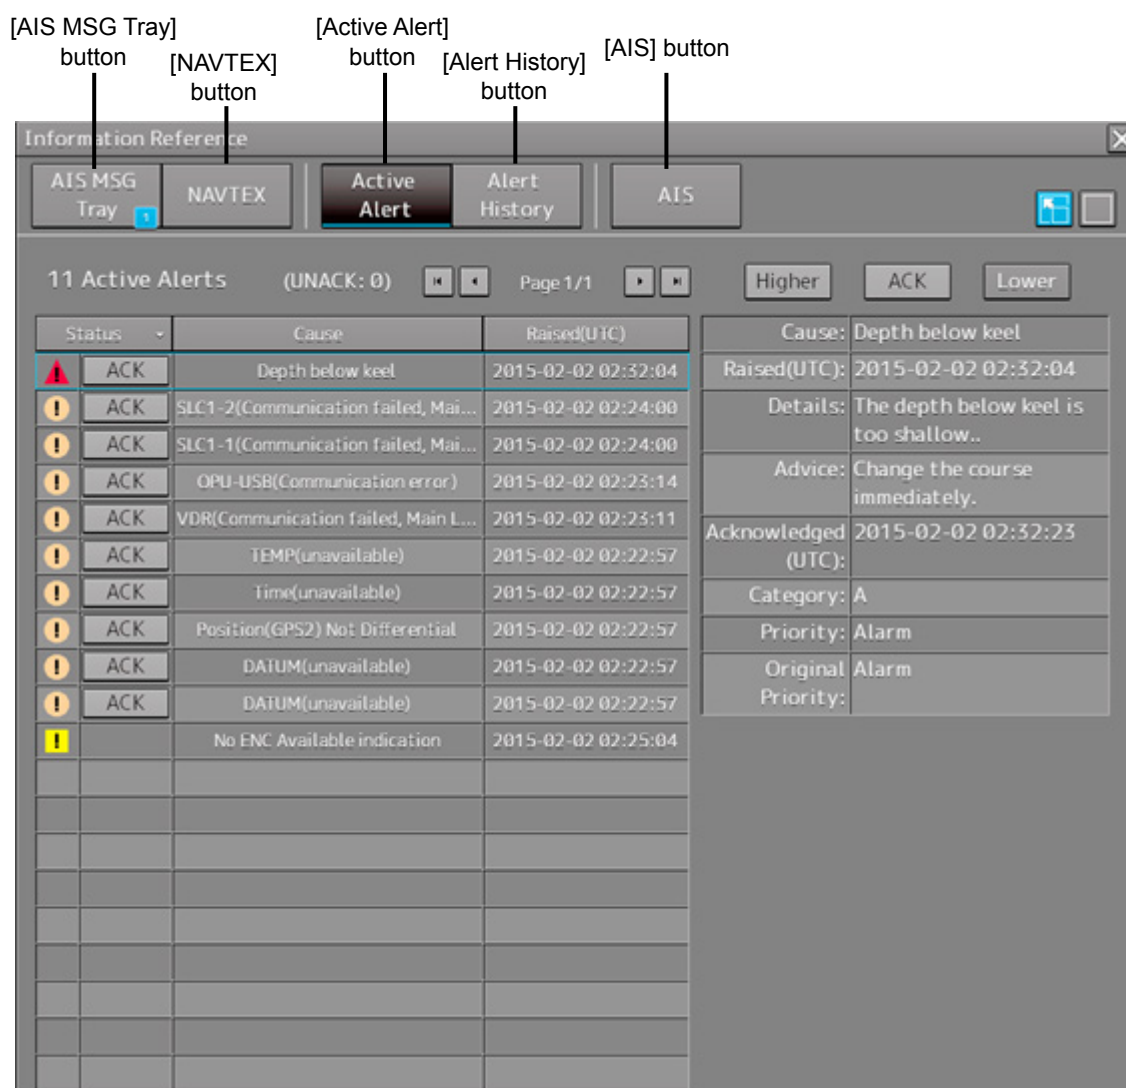 [AIS MSG Tray]
button
[NAVTEX]
button
[Active Alert]
button
[Alert History]
button
[AIS] button
Information Reference
AIS MSG
Tray
1
NAVTEX
Active
Alert
Alert
History
AIS
11 Active Alerts (UNACK: 0) Page 1/1 Higher ACK Lower
Status Cause Raised(UTC)
ACK Depth below keel 2015-02-02 02:32:04
ACK SLC1-2(Communication failed, Mai... 2015-02-02 02:24:00
ACK SLC1-1(Communication failed, Mai... 2015-02-02 02:24:00
ACK OPU-USB(Communication error) 2015-02-02 02:23:14
ACK VDR(Communication failed, Main L... 2015-02-02 02:23:11
ACK TEMP(unavailable) 2015-02-02 02:22:57
ACK Time(unavailable) 2015-02-02 02:22:57
ACK Position(GPS2) Not Differential 2015-02-02 02:22:57
ACK DATUM(unavailable) 2015-02-02 02:22:57
ACK DATUM(unavailable) 2015-02-02 02:22:57
No ENC Available indication 2015-02-02 02:25:04
Cause: Depth below keel
Raised(UTC): 2015-02-02 02:32:04
Details: The depth below keel is
too shallow..
Advice: Change the course
immediately.
Acknowledged 2015-02-02 02:32:23
(UTC):
Category: A
Priority: Alarm
Original Alarm
Priority: